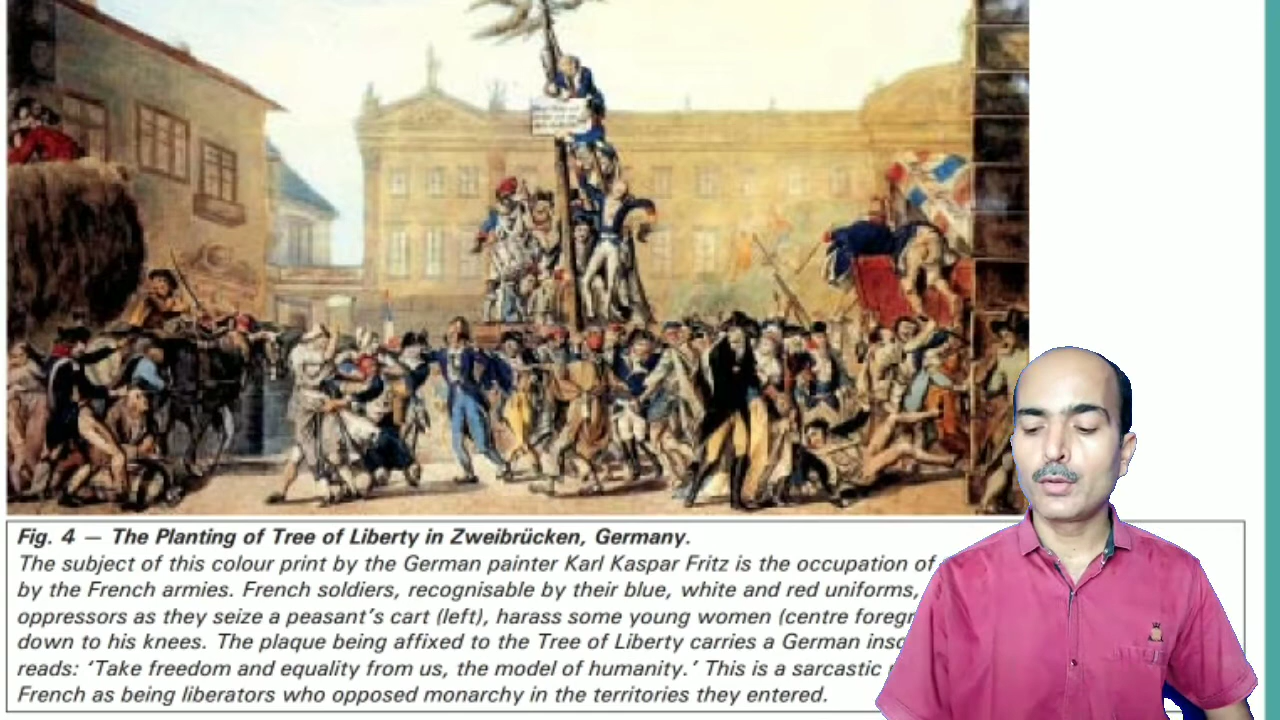 Fig. 4 — The Planting of Tree of Liberty in Zweibrücken, Germany.
The subject of this colour print by the German painter Karl Kaspar Fritz is the occupation of
by the French armies. French soldiers, recognisable by their blue, white and red uniforms,
oppressors as they seize a peasant's cart (left), harass some young women (centre foregr
down to his knees. The plaque being affixed to the Tree of Liberty carries a German insc
reads: 'Take freedom and equality from us, the model of humanity.' This is a sarcastic
French as being liberators who opposed monarchy in the territories they entered.